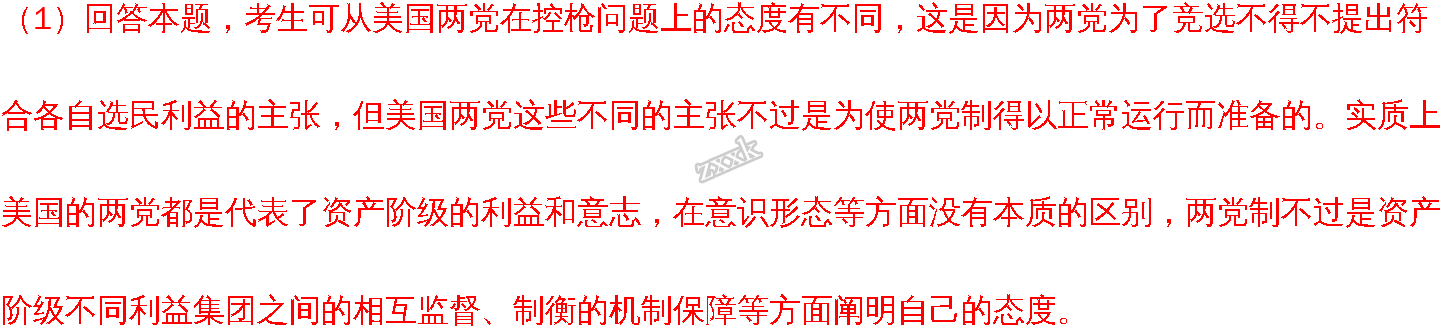 （1）回答本题，考生可从美国两党在控枪问题上的态度有不同，这是因为两党为了竞选不得不提出符
合各自选民利益的主张，但美国两党这些不同的主张不过是为使两党制得以正常运行而准备的。实质上
zxxk
美国的两党都是代表了资产阶级的利益和意志，在意识形态等方面没有本质的区别，两党制不过是资产
阶级不同利益集团之间的相互监督、制衡的机制保障等方面阐明自己的态度。